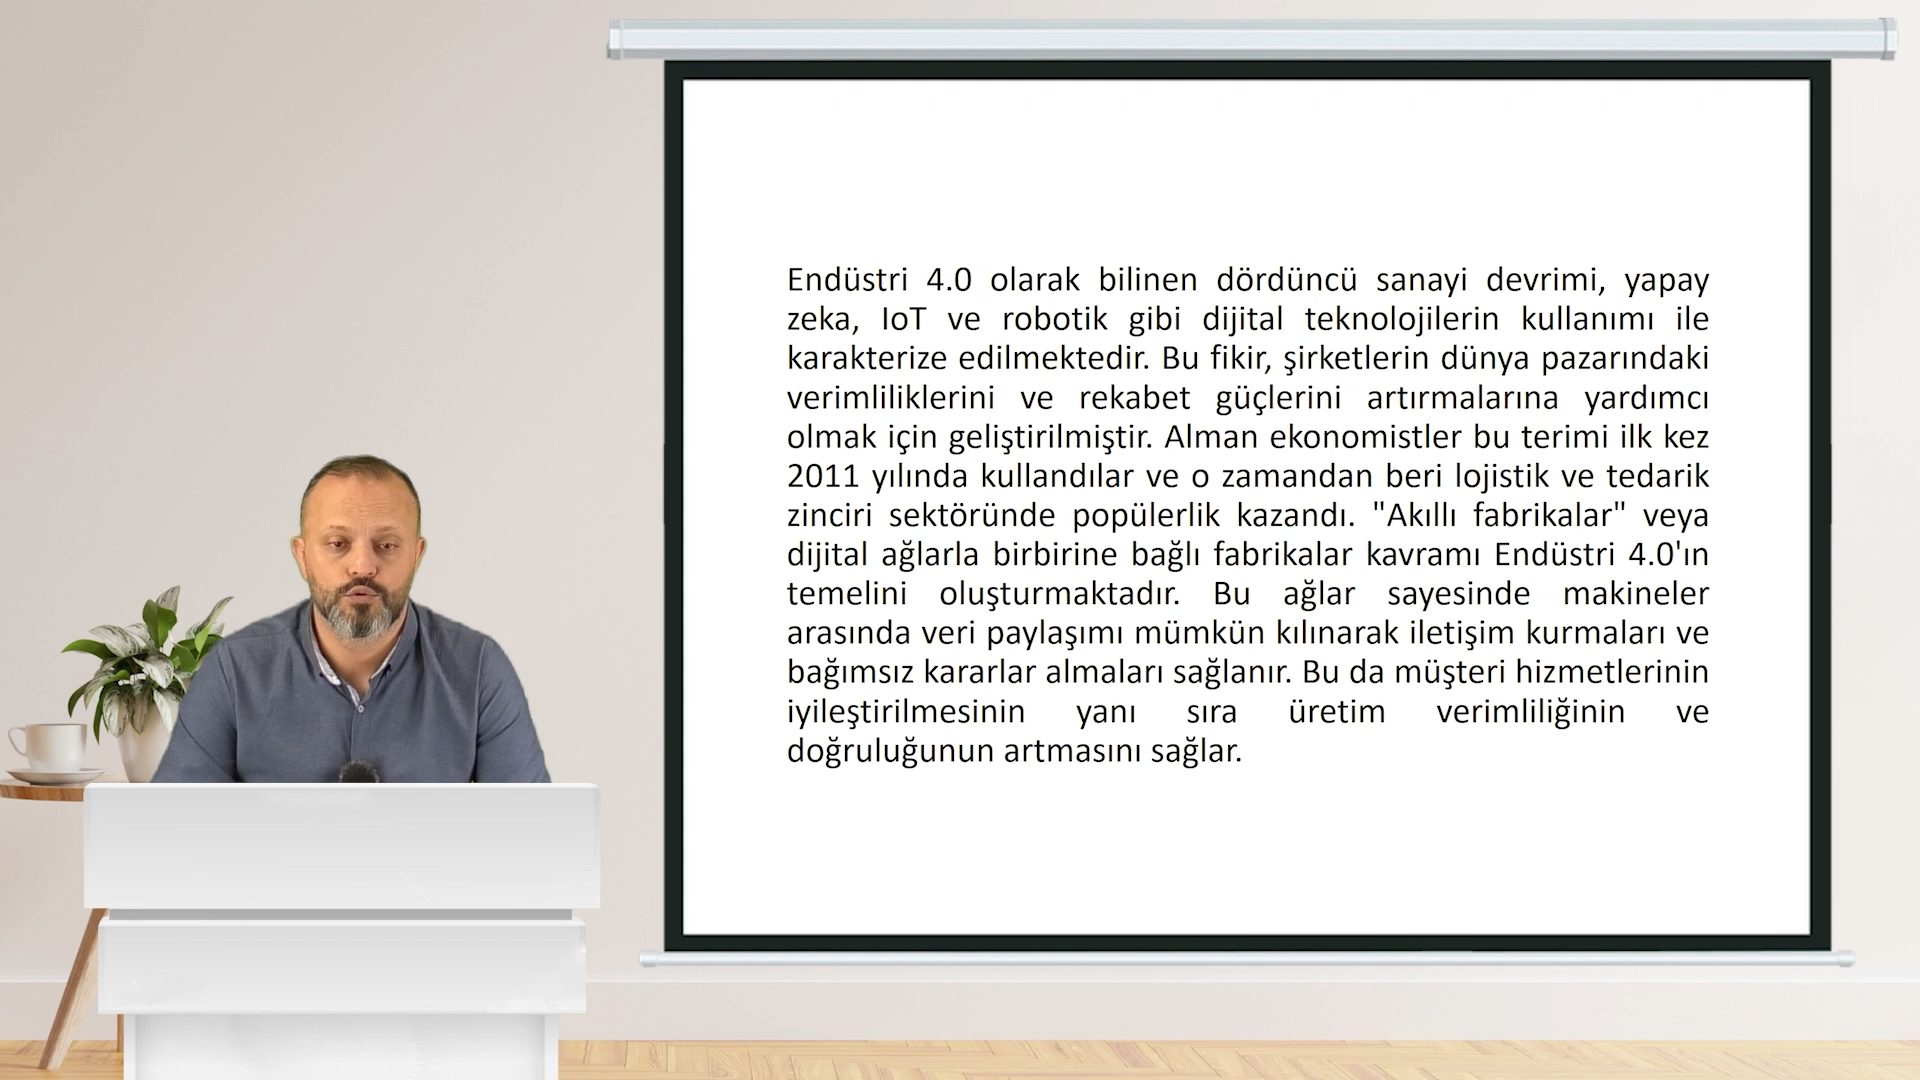 Endüstri 4.0 olarak bilinen dördüncü sanayi devrimi, yapay
zeka, IoT ve robotik gibi dijital teknolojilerin kullanımı ile
karakterize edilmektedir. Bu fikir, şirketlerin dünya pazarındaki
verimliliklerini ve rekabet güçlerini artırmalarına yardımcı
olmak için geliştirilmiştir. Alman ekonomistler bu terimi ilk kez
2011 yılında kullandılar ve o zamandan beri lojistik ve tedarik
zinciri sektöründe popülerlik kazandı. "Akıllı fabrikalar" veya
dijital ağlarla birbirine bağlı fabrikalar kavramı Endüstri 4.0'ın
temelini oluşturmaktadır. Bu ağlar sayesinde makineler
arasında veri paylaşımı mümkün kılınarak iletişim kurmaları ve
bağımsız kararlar almaları sağlanır. Bu da müşteri hizmetlerinin
iyileştirilmesinin yanı sıra üretim verimliliğinin ve
doğruluğunun artmasını sağlar.